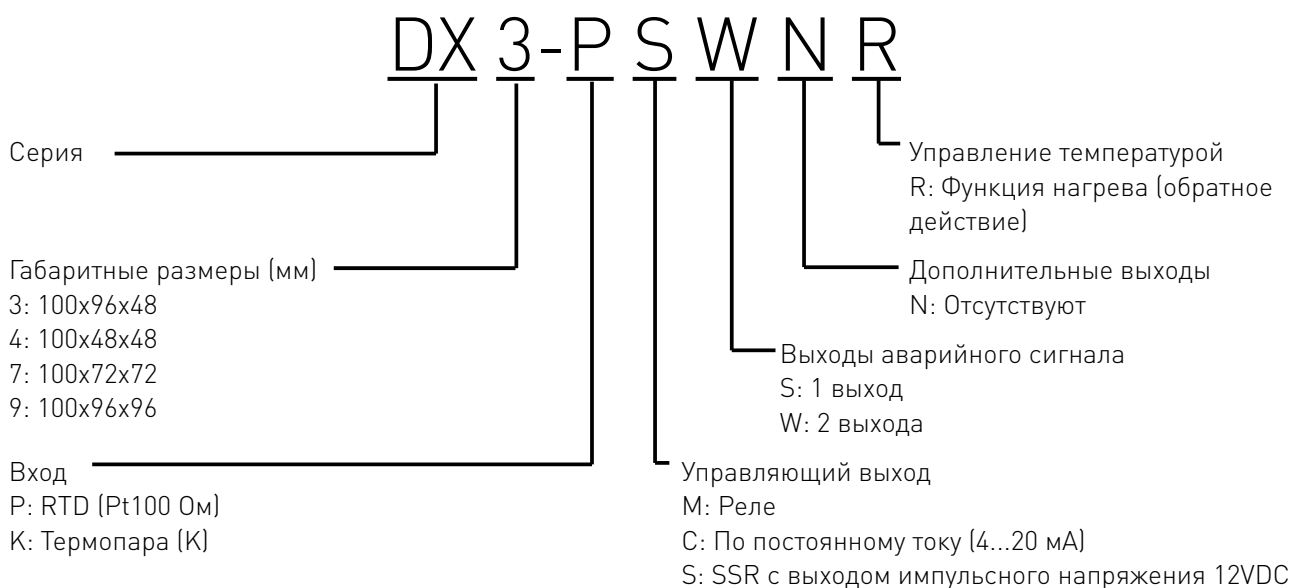 DX 3-P S W N R
Серия
Управление температурой
R: Функция нагрева (обратное
действие)
Габаритные размеры (мм)
3: 100x96x48
4: 100x48x48
7: 100x72x72
9: 100x96x96
Дополнительные выходы
N: Отсутствуют
Выходы аварийного сигнала
S: 1 выход
W: 2 выхода
Вход
P: RTD (Pt100 Ом)
K: Термопара (K)
Управляющий выход
M: Реле
C: По постоянному току (4...20 мА)
S: SSR с выходом импульсного напряжения 12VDC